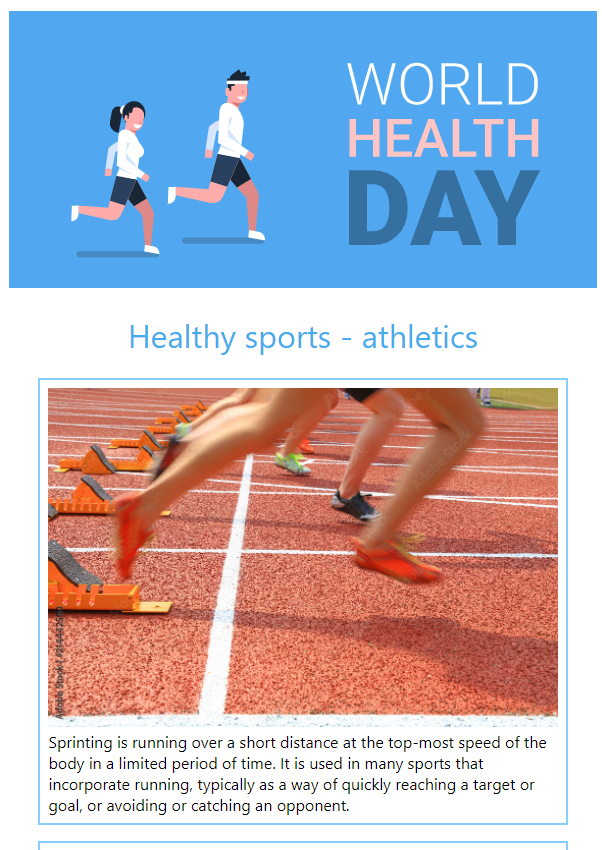 WORLD
HEALTH
DAY
Healthy sports - athletics
Adobe Stock
Sprinting is running over a short distance at the top-most speed of the
body in a limited period of time. It is used in many sports that
incorporate running, typically as a way of quickly reaching a target or
goal, or avoiding or catching an opponent.